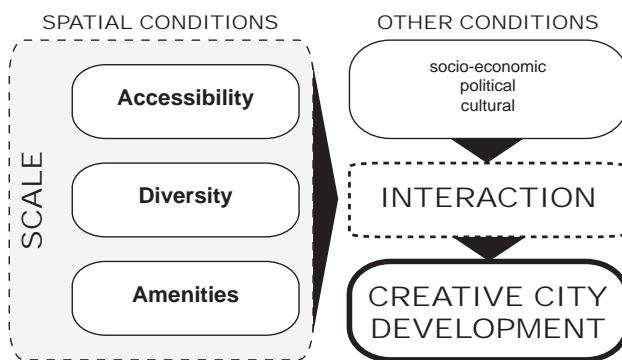 SPATIAL CONDITIONS
SCALE
Accessibility
Diversity
Amenities
OTHER CONDITIONS
socio-economic
political
cultural
INTERACTION
CREATIVE CITY
DEVELOPMENT